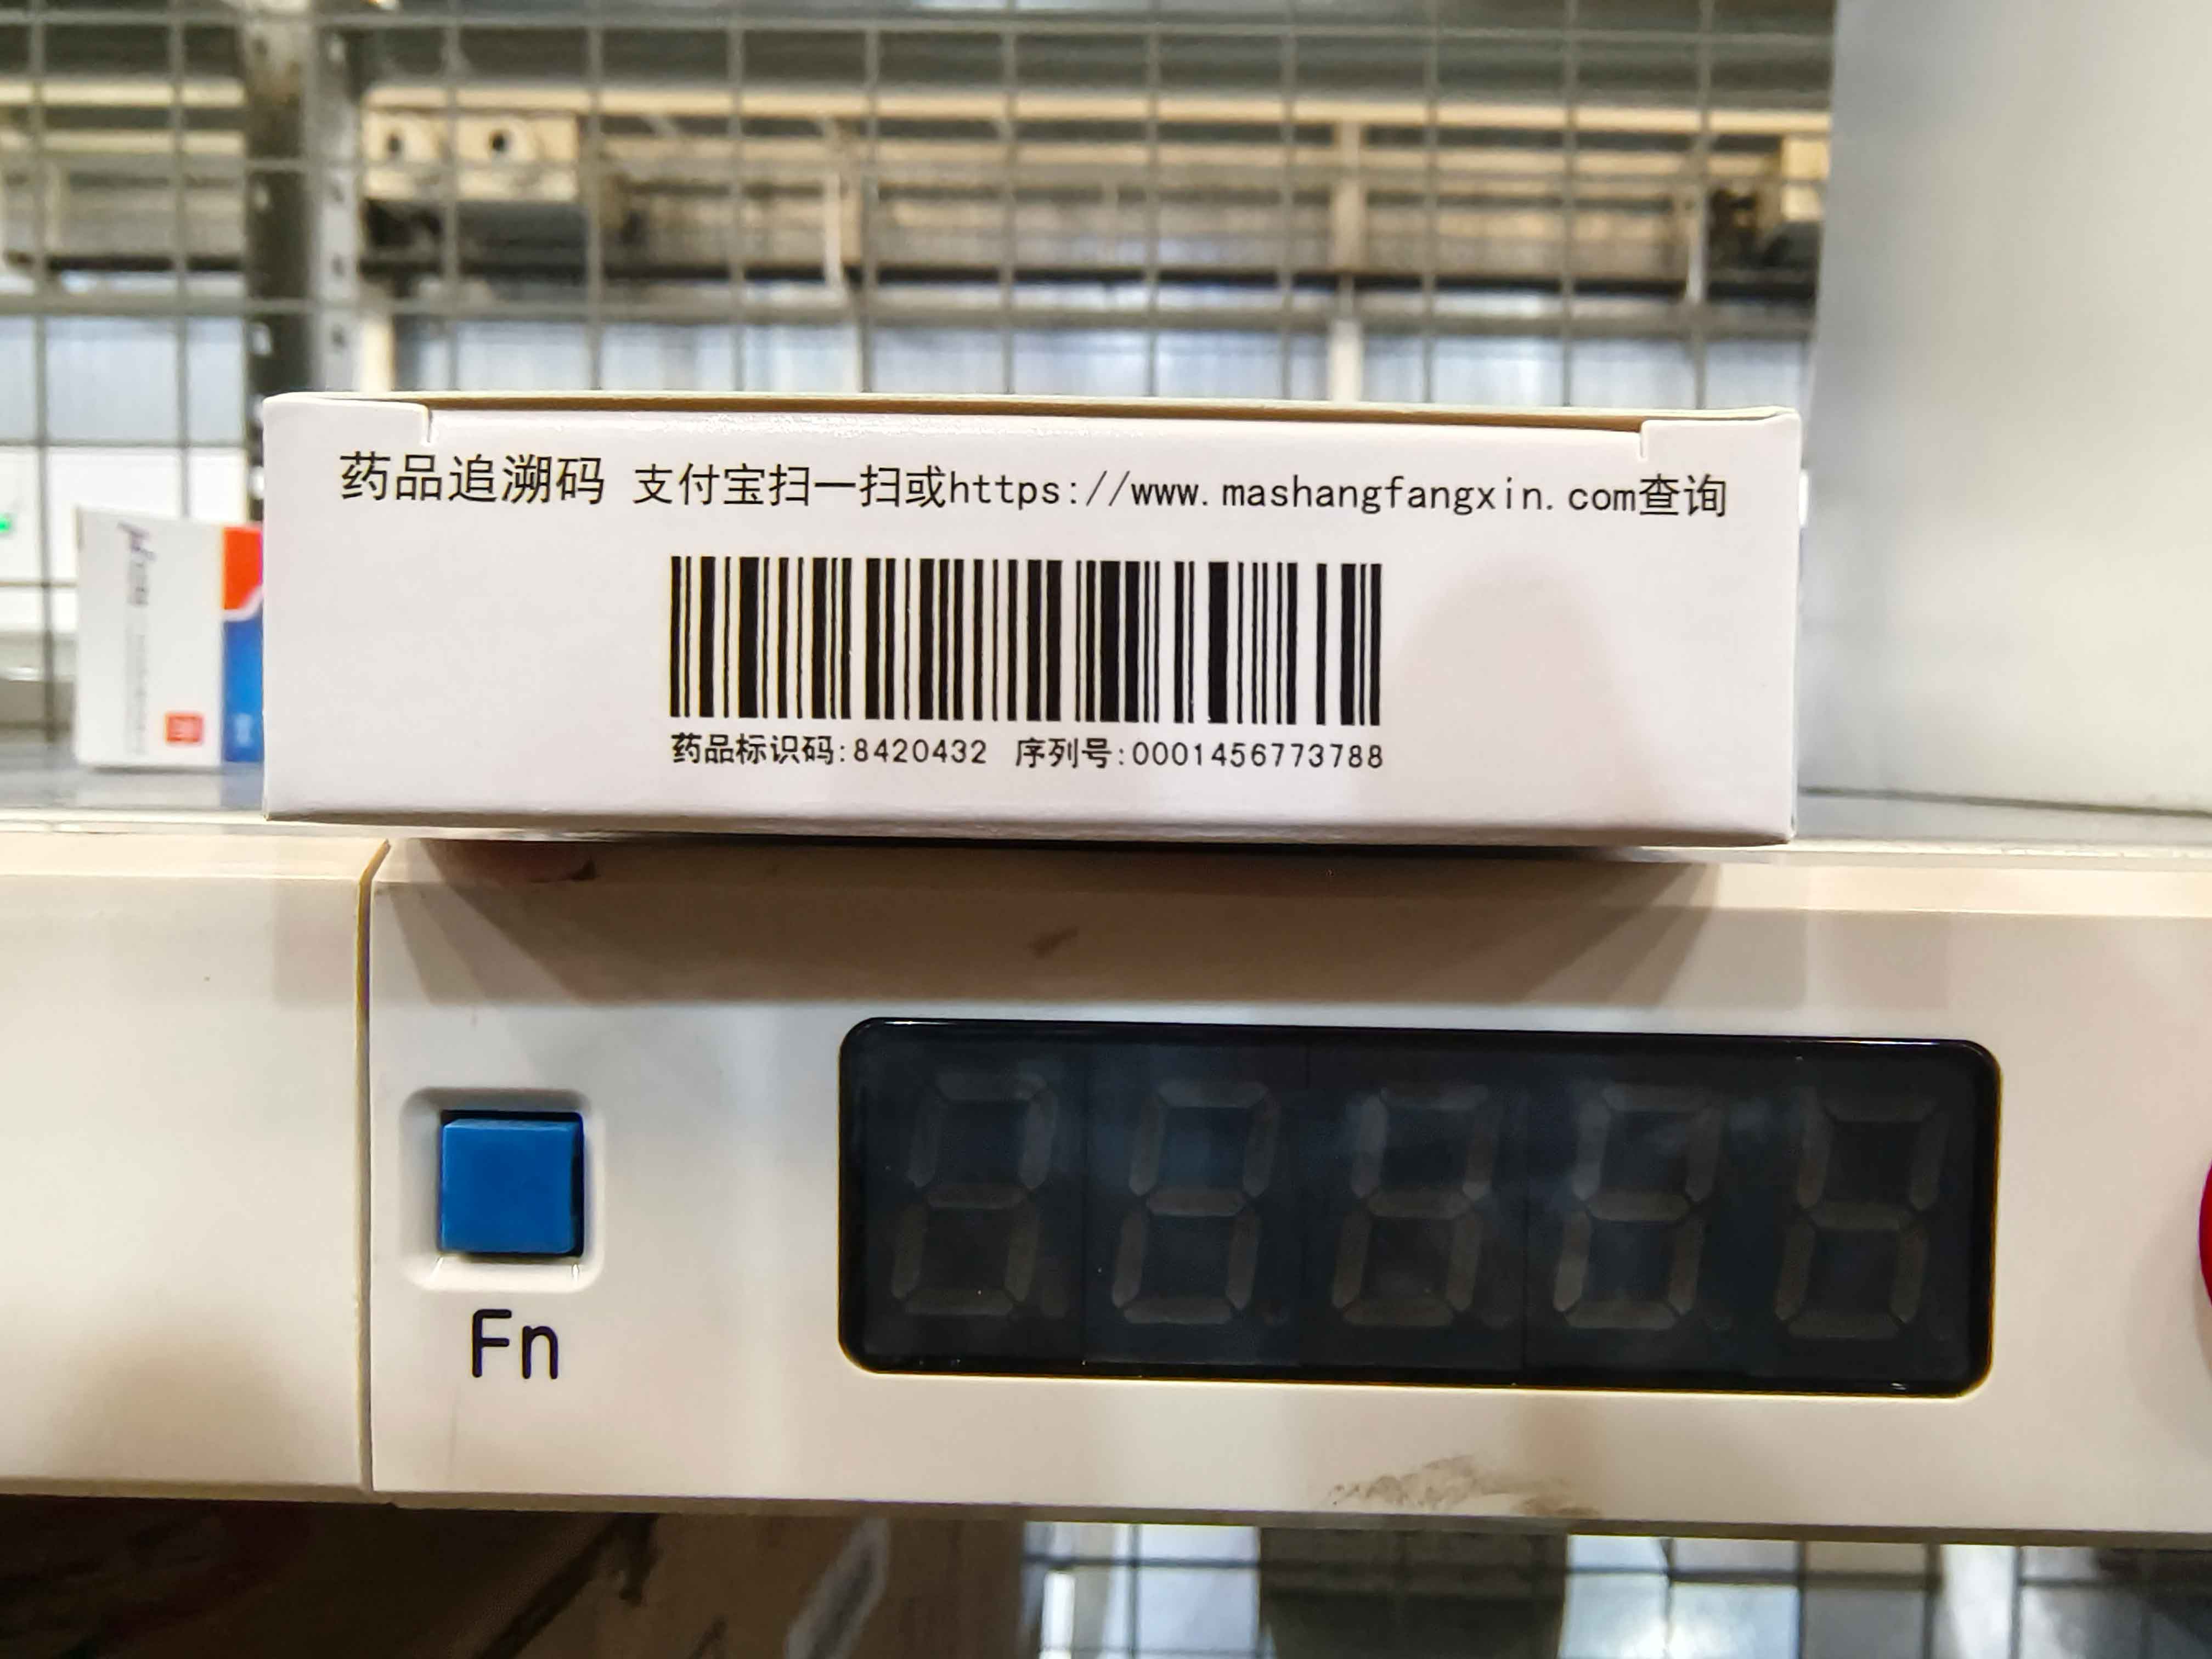 药品追溯码 支付宝扫一扫或https://www.mashangfangxin.com查询
药品标识码:8420432 序列号:0001456773788
Fn